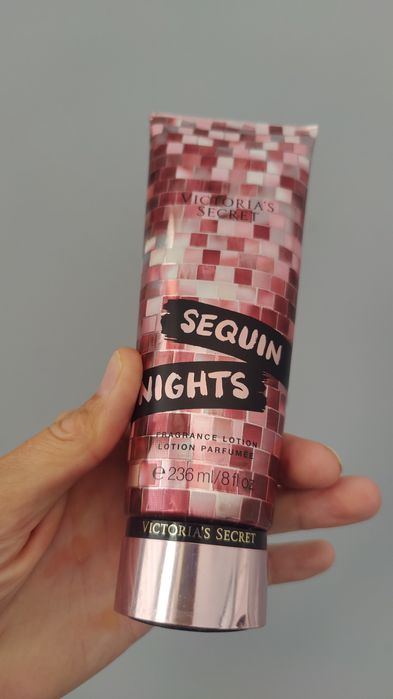 VICTORIA'S
SECRET
SEQUIN
NIGHTS
FRAGRANCE LOTION
LOTION PARFUMÉE
℮ 236 ml/8 fl oz
VICTORIA'S SECRET